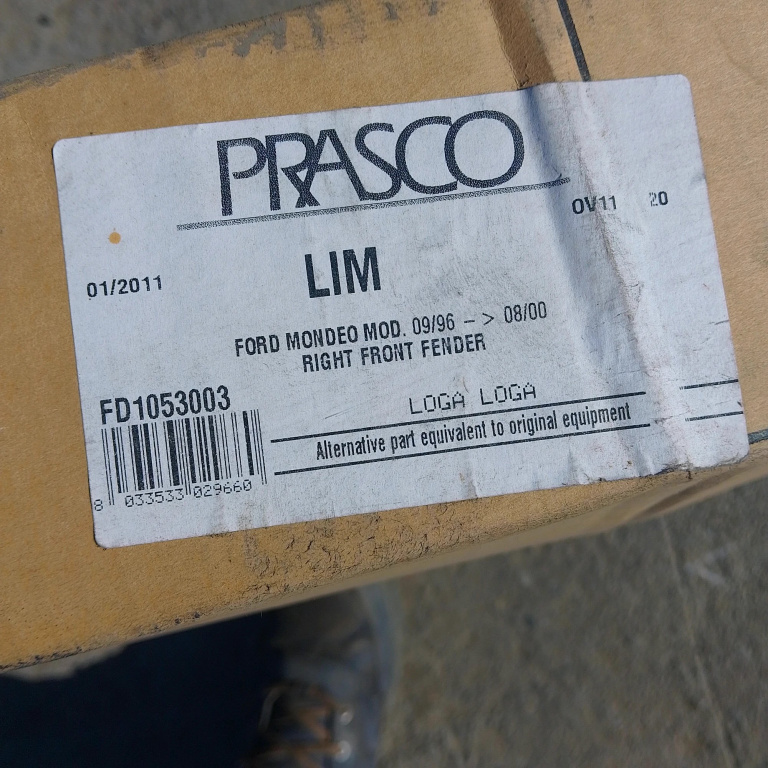 PRASCO
OV11 20
01/2011
LIM
FORD MONDEO MOD. 09/96 -> 08/00
RIGHT FRONT FENDER
FD1053003
LOGA LOGA
Alternative part equivalent to original equipment
8 033533 029660